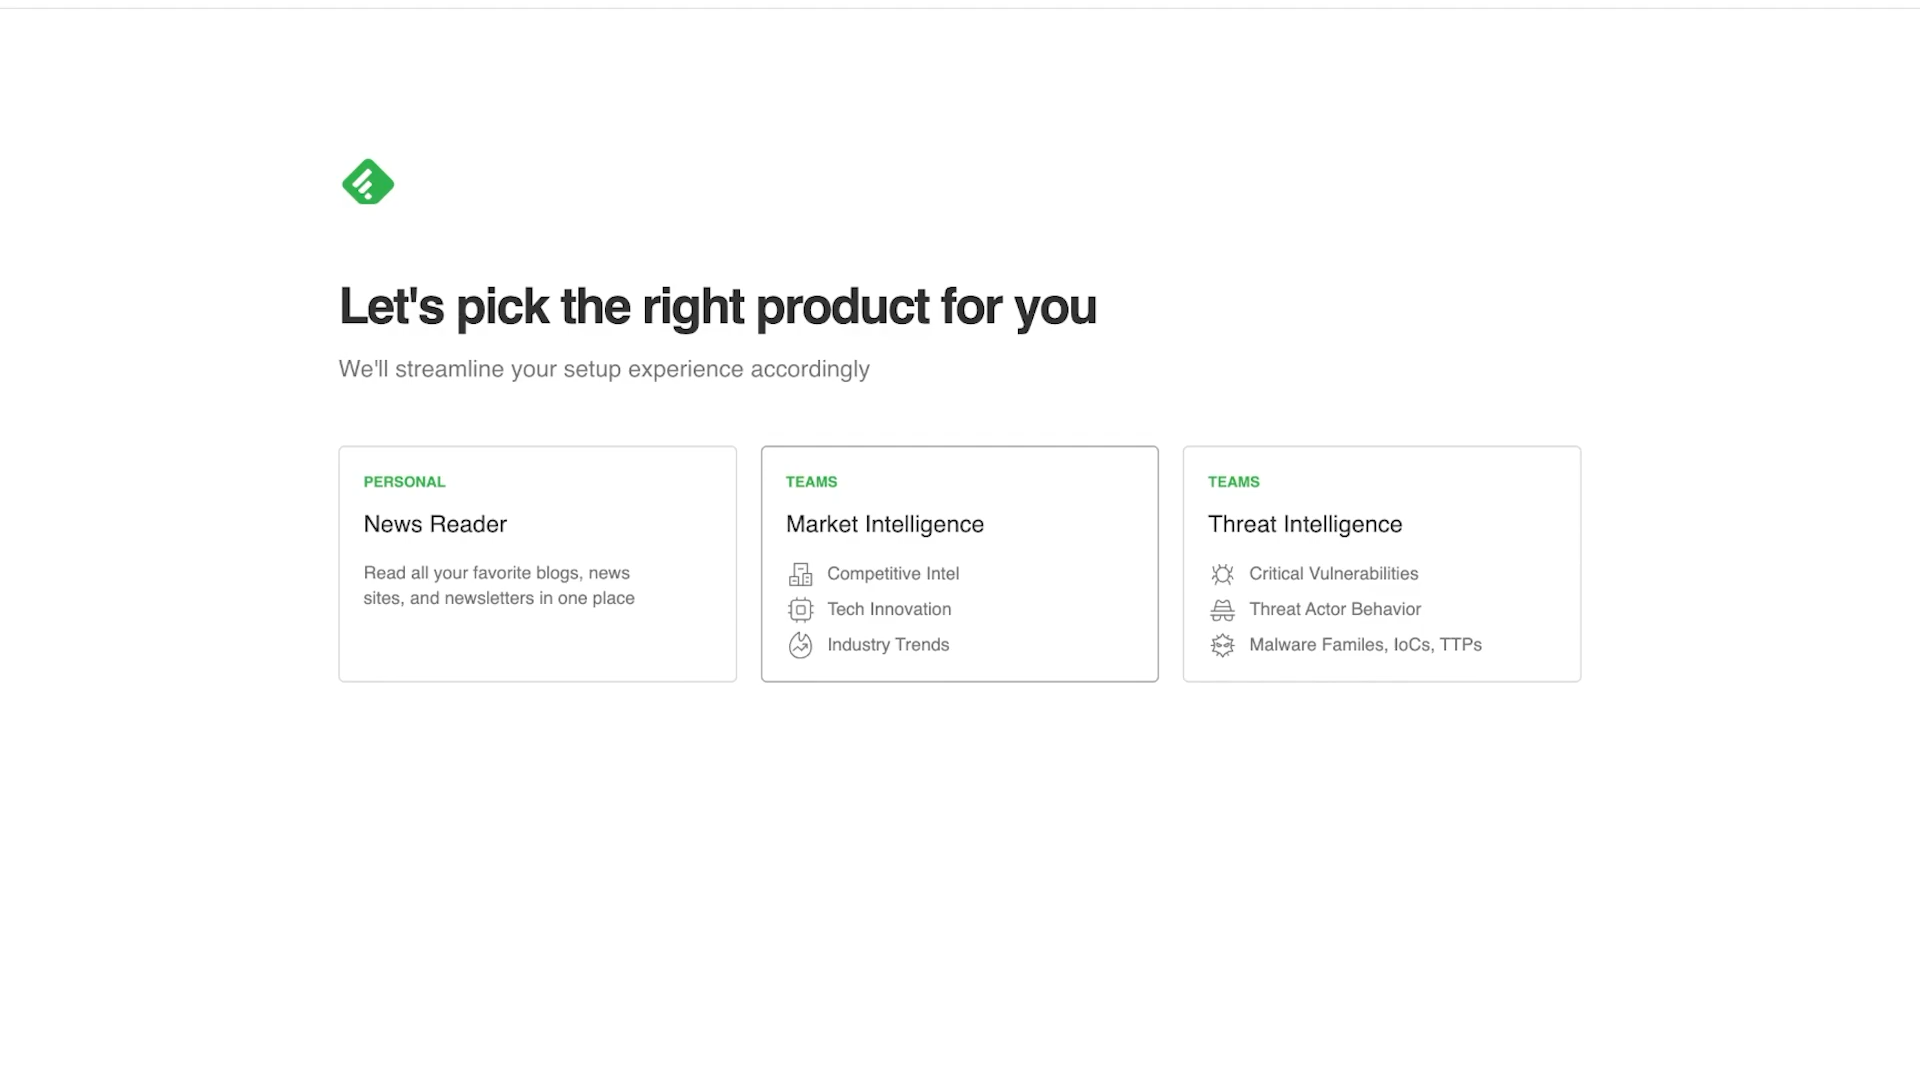 Let's pick the right product for you
We'll streamline your setup experience accordingly
PERSONAL
News Reader
Read all your favorite blogs, news
sites, and newsletters in one place
TEAMS
Market Intelligence
Competitive Intel
Tech Innovation
Industry Trends
TEAMS
Threat Intelligence
Critical Vulnerabilities
Threat Actor Behavior
Malware Familes, IoCs, TTPs